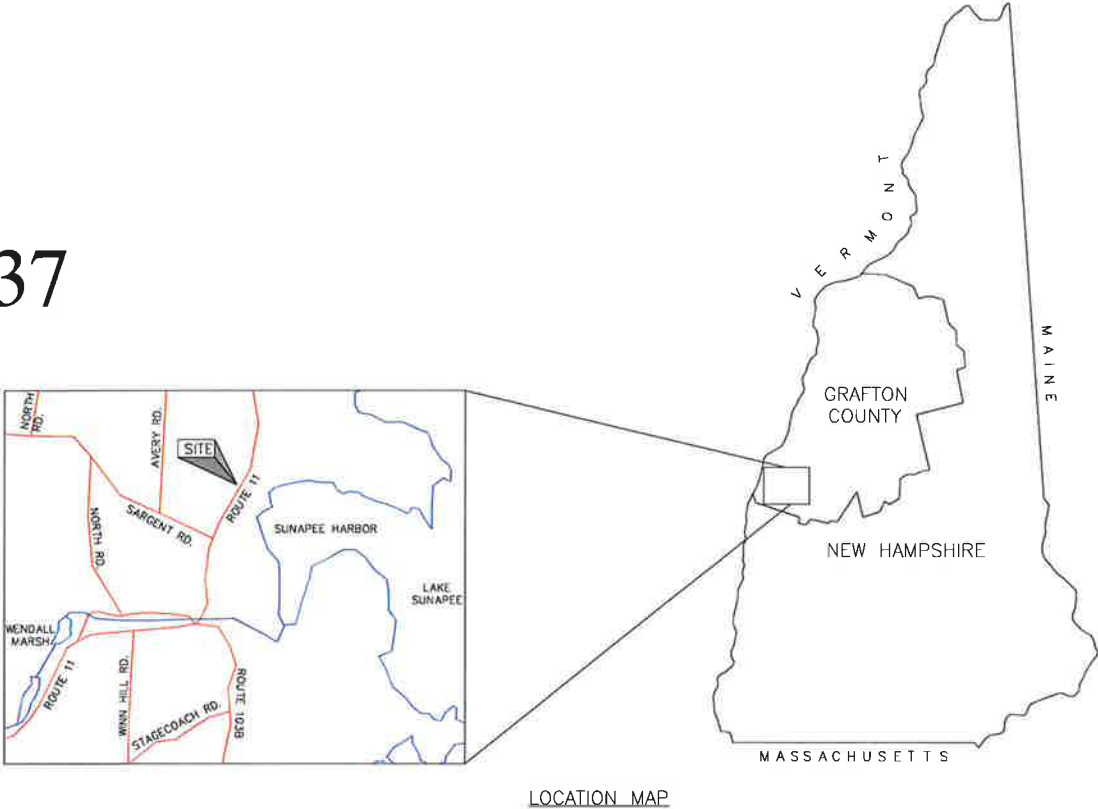 37
VERMONT
MAINE
GRAFTON
COUNTY
NEW HAMPSHIRE
MASSACHUSETTS
NORTH
RD.
AVERY RD.
SITE
ROUTE 11
SARGENT RD.
NORTH RD.
SUNAPEE HARBOR
LAKE
SUNAPEE
WENDALL
MARSH
ROUTE 11
WINN HILL RD.
STAGECOACH RD.
ROUTE 103B
LOCATION MAP